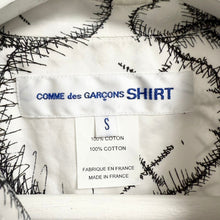 COMME des GARÇONS SHIRT
S
100% COTTON
100% COTTON
FABRIQUE EN FRANCE
MADE IN FRANCE